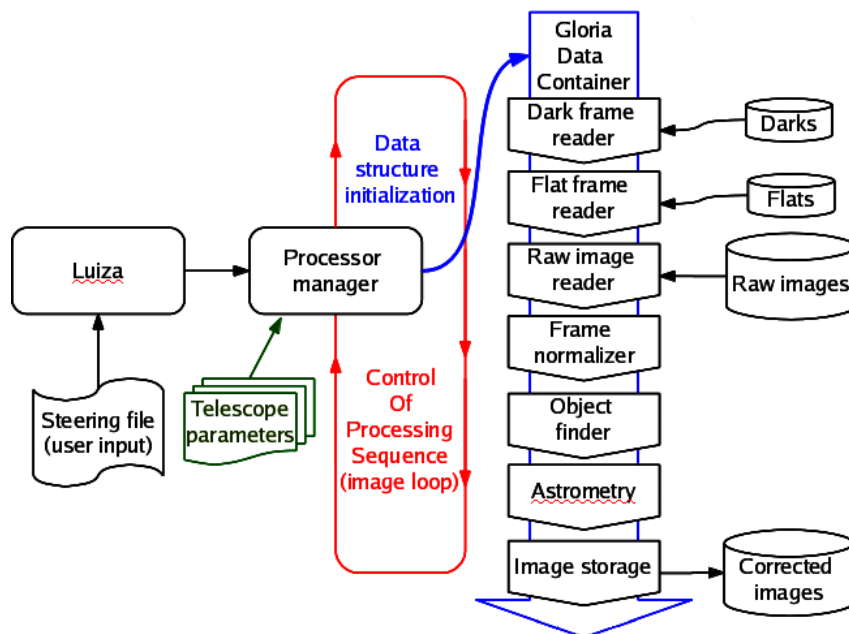 Gloria
Data
Container
Dark frame
reader
Darks
Data
structure
initialization
Flat frame
reader
Flats
Luiza
Processor
manager
Raw image
reader
Raw images
Frame
normalizer
Steering file
(user input)
Telescope
parameters
Control
Of
Processing
Sequence
(image loop)
Object
finder
Astrometry
Image storage
Corrected
images